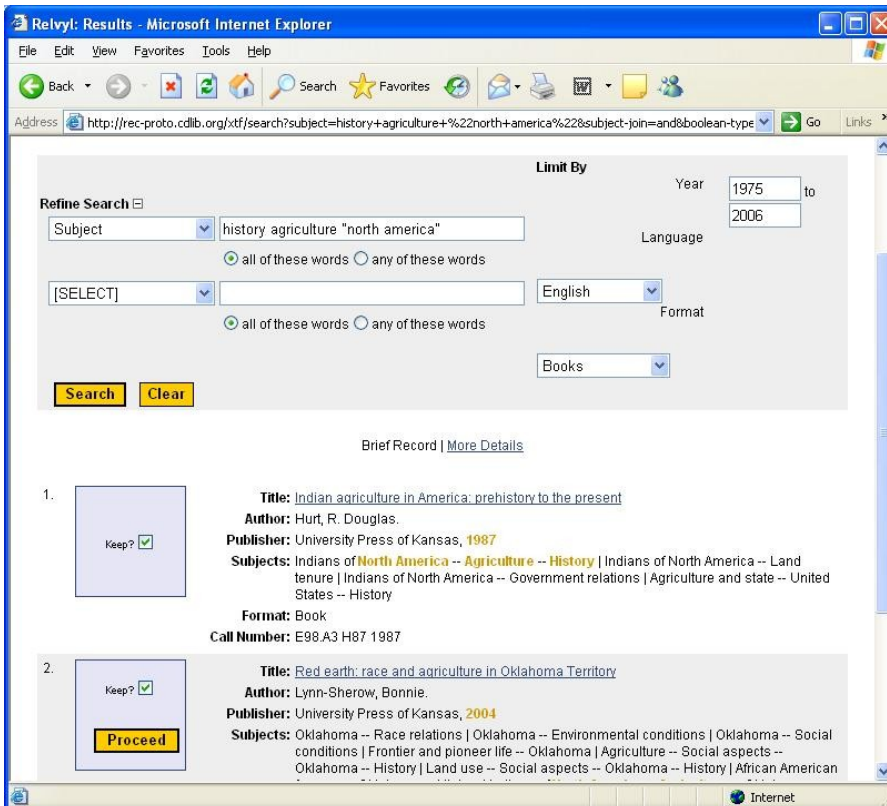 Relvyl: Results - Microsoft Internet Explorer
File Edit View Favorites Tools Help
Back Search Favorites
Address http://rec-proto.cdlib.org/xtf/search?subject=history+agriculture+%22north+america%22&subject-join=and&boolean-type Go Links »
Limit By
Year 1975 to
2006
Refine Search
Subject history agriculture "north america"
Language
all of these words any of these words
[SELECT] English
Format
all of these words any of these words
Books
Search Clear
Brief Record | More Details
1.
Keep?
Title: Indian agriculture in America: prehistory to the present
Author: Hurt, R. Douglas.
Publisher: University Press of Kansas, 1987
Subjects: Indians of North America -- Agriculture -- History | Indians of North America -- Land
tenure | Indians of North America -- Government relations | Agriculture and state -- United
States -- History
Format: Book
Call Number: E98.A3 H87 1987
2.
Keep?
Proceed
Title: Red earth: race and agriculture in Oklahoma Territory
Author: Lynn-Sherow, Bonnie.
Publisher: University Press of Kansas, 2004
Subjects: Oklahoma -- Race relations | Oklahoma -- Environmental conditions | Oklahoma -- Social
conditions | Frontier and pioneer life -- Oklahoma | Agriculture -- Social aspects --
Oklahoma -- History | Land use -- Social aspects -- Oklahoma -- History | African American
Internet